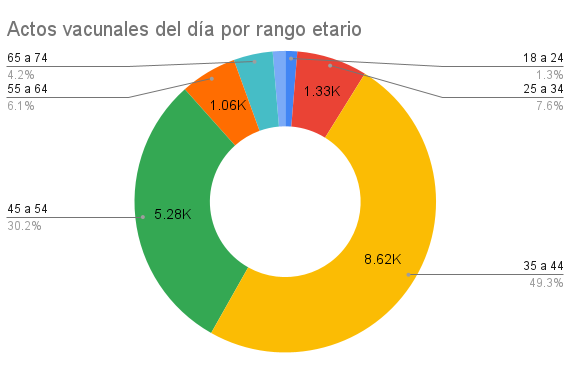 Actos vacunales del día por rango etario
65 a 74
4.2%
55 a 64
6.1%
45 a 54
30.2%
18 a 24
1.3%
25 a 34
7.6%
35 a 44
49.3%
1.33K
1.06K
5.28K
8.62K